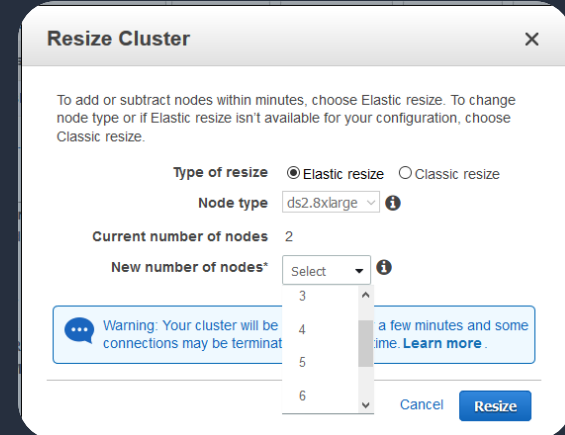 Resize Cluster
To add or subtract nodes within minutes, choose Elastic resize. To change
node type or if Elastic resize isn't available for your configuration, choose
Classic resize.
Type of resize Elastic resize Classic resize
Node type ds2.8xlarge
Current number of nodes 2
New number of nodes* Select
3
4
5
6
Warning: Your cluster will be a few minutes and some
connections may be Learn more.
Cancel Resize